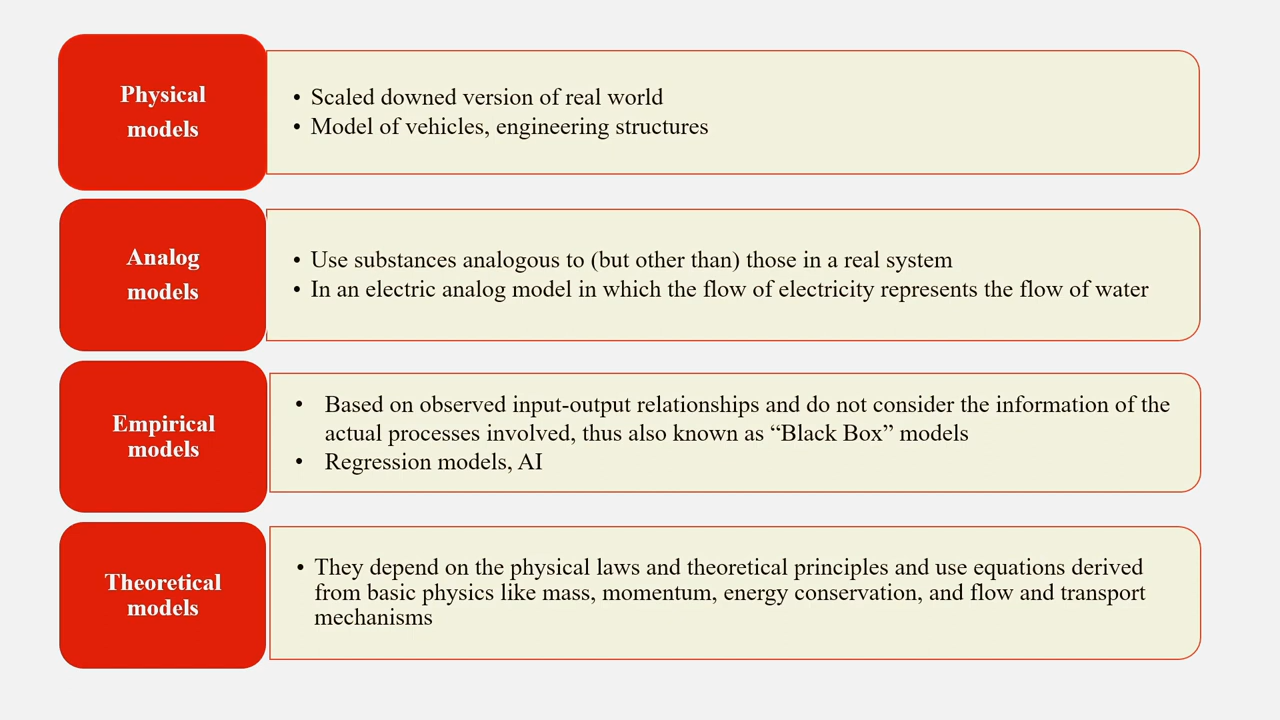 Physical
models
• Scaled downed version of real world
• Model of vehicles, engineering structures
Analog
models
• Use substances analogous to (but other than) those in a real system
• In an electric analog model in which the flow of electricity represents the flow of water
Empirical
models
• Based on observed input-output relationships and do not consider the information of the
actual processes involved, thus also known as “Black Box” models
• Regression models, AI
Theoretical
models
• They depend on the physical laws and theoretical principles and use equations derived
from basic physics like mass, momentum, energy conservation, and flow and transport
mechanisms